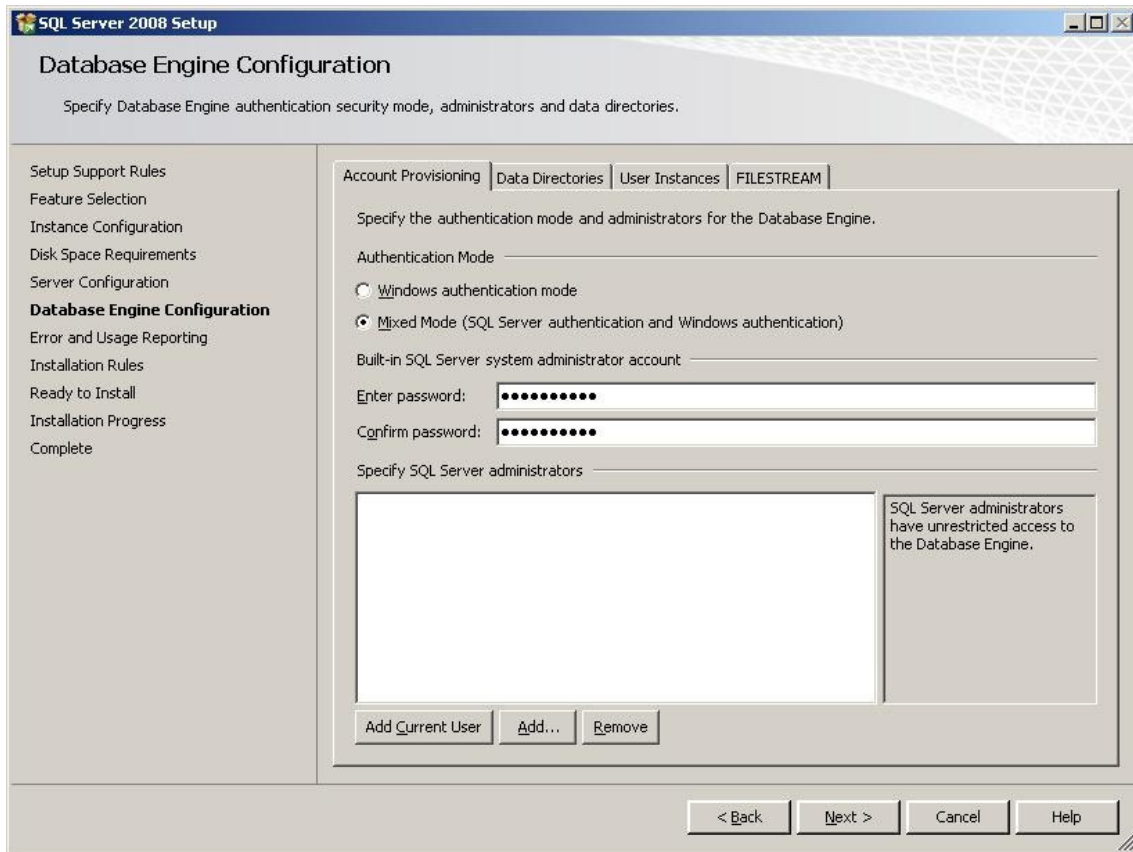 SQL Server 2008 Setup
Database Engine Configuration
Specify Database Engine authentication security mode, administrators and data directories.
Setup Support Rules
Feature Selection
Instance Configuration
Disk Space Requirements
Server Configuration
Database Engine Configuration
Error and Usage Reporting
Installation Rules
Ready to Install
Installation Progress
Complete
Account Provisioning Data Directories User Instances FILESTREAM
Specify the authentication mode and administrators for the Database Engine.
Authentication Mode
Windows authentication mode
Mixed Mode (SQL Server authentication and Windows authentication)
Built-in SQL Server system administrator account
Enter password: ●●●●●●●●●●
Confirm password: ●●●●●●●●●●
Specify SQL Server administrators
SQL Server administrators
have unrestricted access to
the Database Engine.
Add Current User Add... Remove
< Back Next > Cancel Help